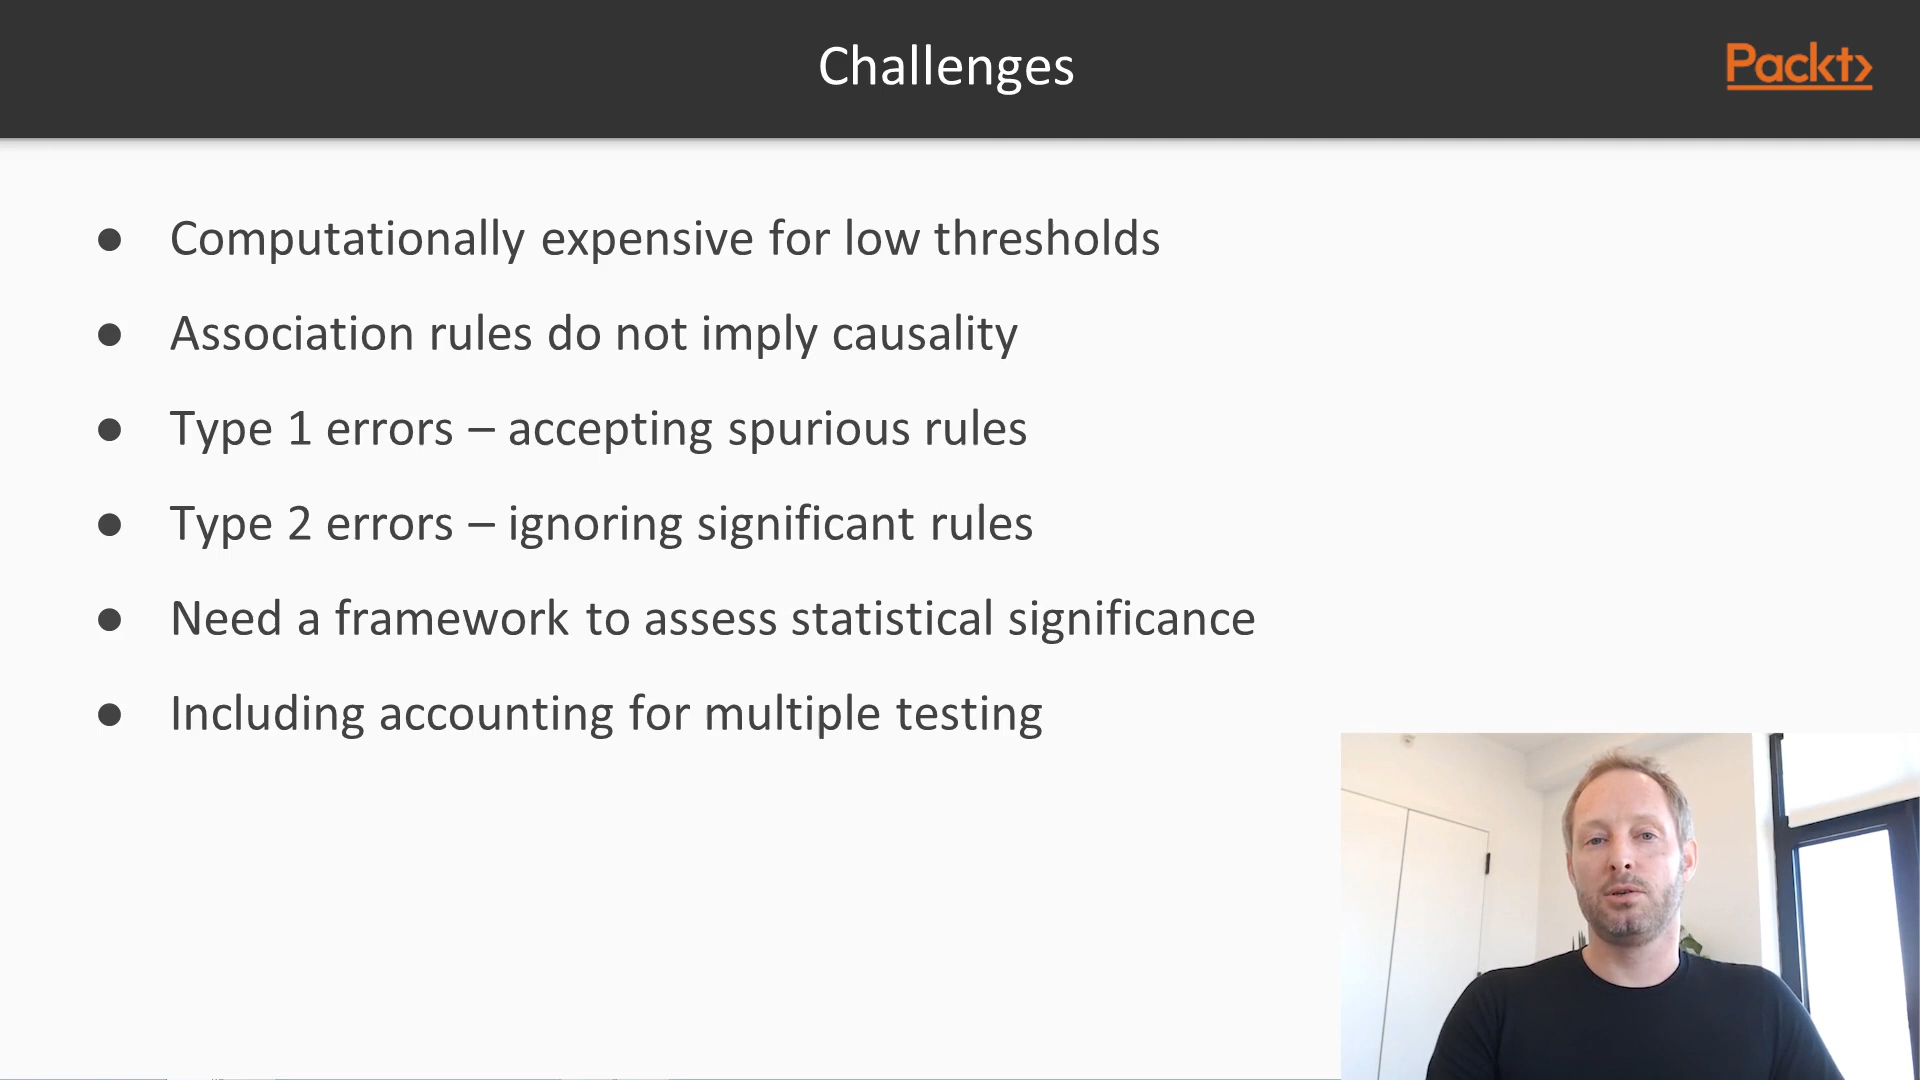 Challenges
Packt>
● Computationally expensive for low thresholds
● Association rules do not imply causality
● Type 1 errors – accepting spurious rules
● Type 2 errors – ignoring significant rules
● Need a framework to assess statistical significance
● Including accounting for multiple testing